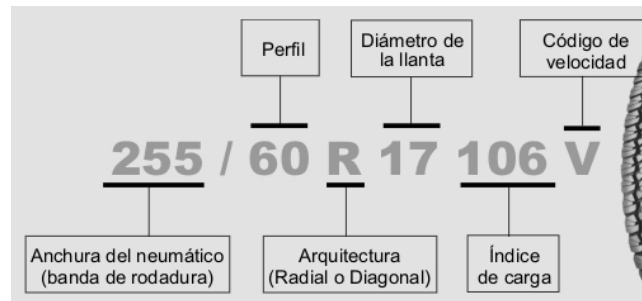 Perfil
Diámetro de
la llanta
Código de
velocidad
255 / 60 R 17 106 V
Anchura del neumático
(banda de rodadura)
Arquitectura
(Radial o Diagonal)
Índice
de carga